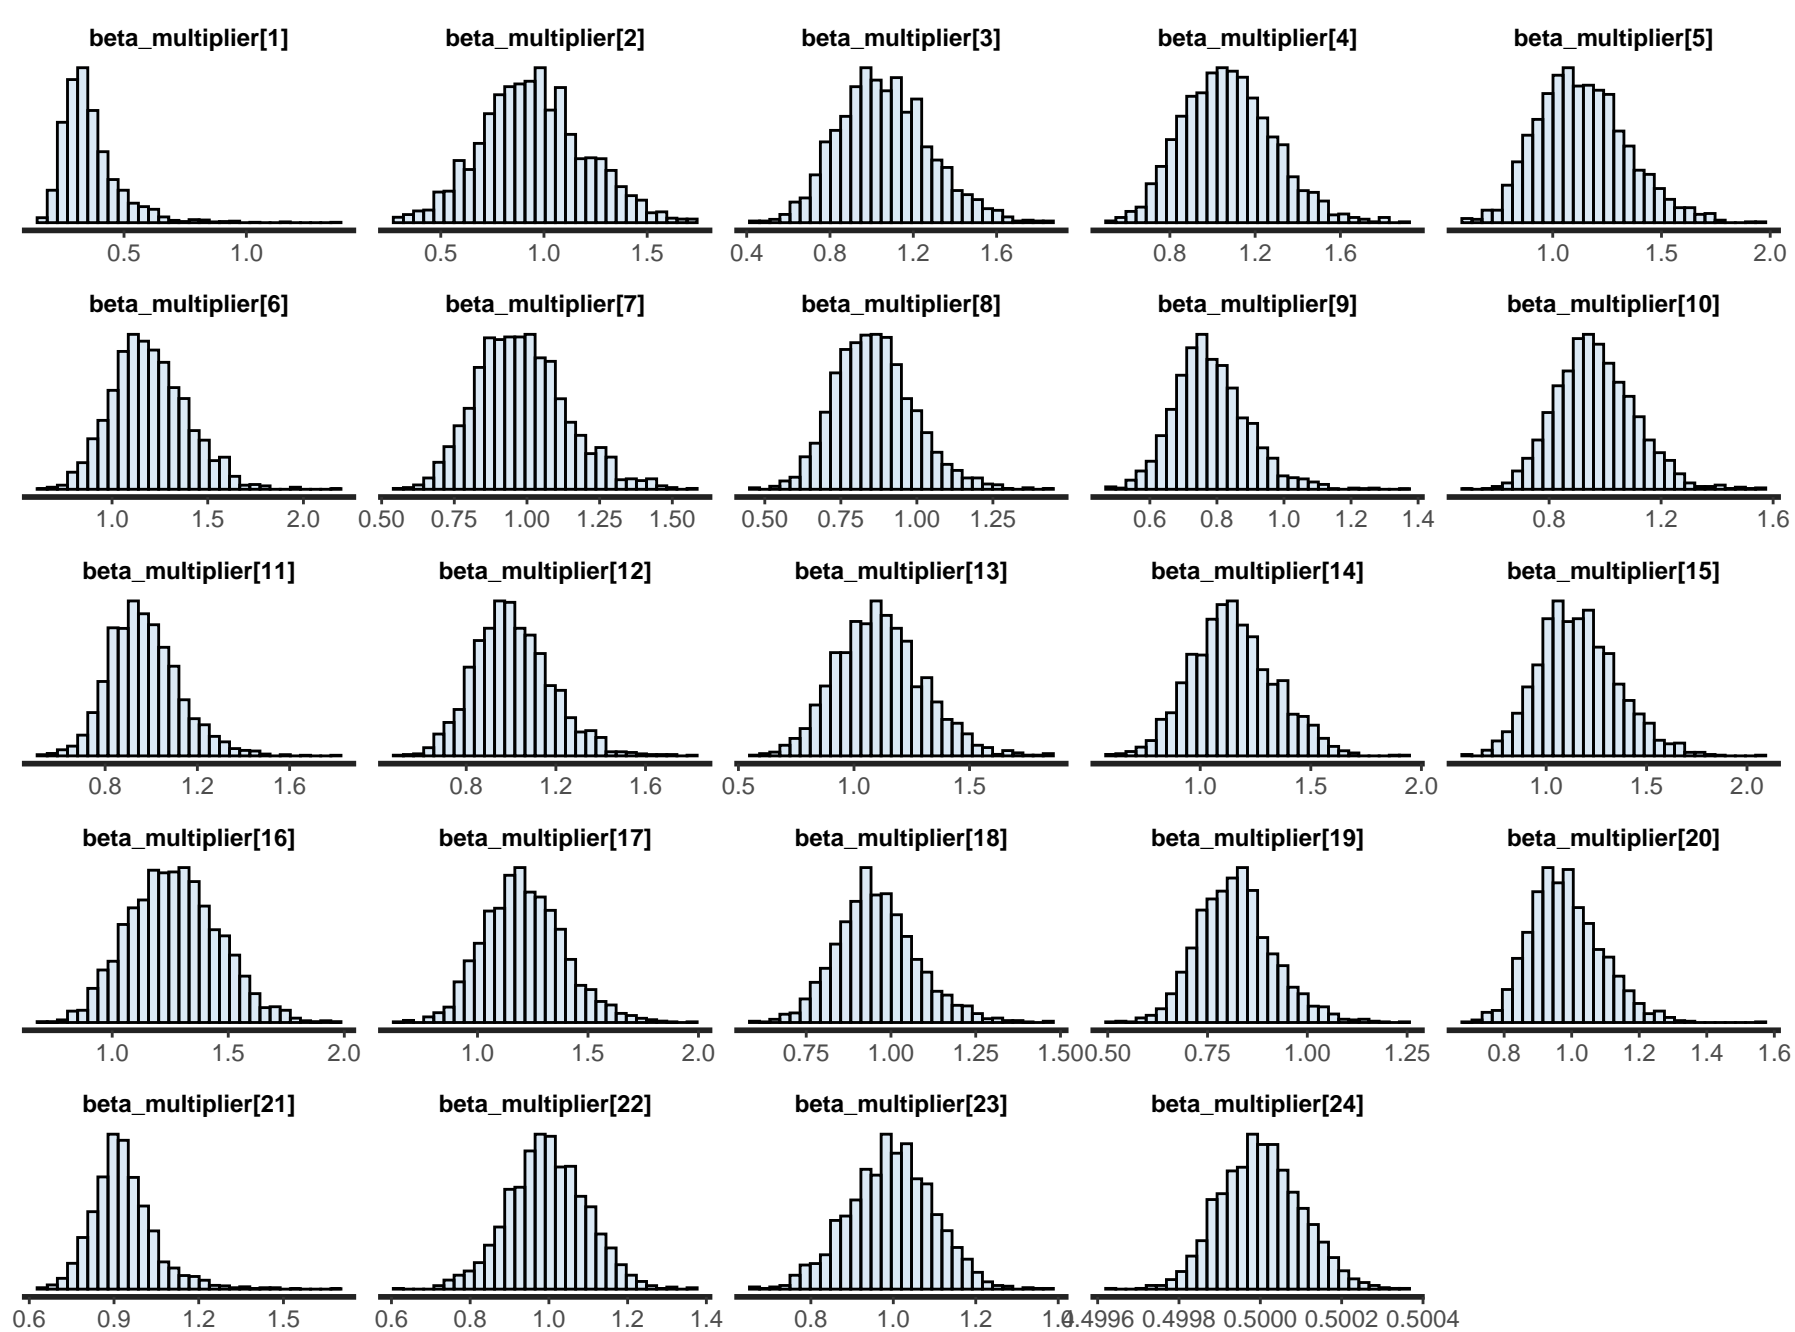 beta_multiplier[1] beta_multiplier[2] beta_multiplier[3] beta_multiplier[4] beta_multiplier[5]
0.5 1.0 0.5 1.0 1.5 0.4 0.8 1.2 1.6 0.8 1.2 1.6 1.0 1.5 2.0
beta_multiplier[6] beta_multiplier[7] beta_multiplier[8] beta_multiplier[9] beta_multiplier[10]
1.0 1.5 2.0 0.50 0.75 1.00 1.25 1.50 0.50 0.75 1.00 1.25 0.6 0.8 1.0 1.2 1.4 0.8 1.2 1.6
beta_multiplier[11] beta_multiplier[12] beta_multiplier[13] beta_multiplier[14] beta_multiplier[15]
0.8 1.2 1.6 0.8 1.2 1.6 0.5 1.0 1.5 1.0 1.5 2.0 1.0 1.5 2.0
beta_multiplier[16] beta_multiplier[17] beta_multiplier[18] beta_multiplier[19] beta_multiplier[20]
1.0 1.5 2.0 1.0 1.5 2.0 0.75 1.00 1.25 1.50 0.50 0.75 1.00 1.25 0.8 1.0 1.2 1.4 1.6
beta_multiplier[21] beta_multiplier[22] beta_multiplier[23] beta_multiplier[24]
0.6 0.9 1.2 1.5 0.6 0.8 1.0 1.2 1.4 0.8 1.0 1.2 0.4998 0.5000 0.5002 0.5004